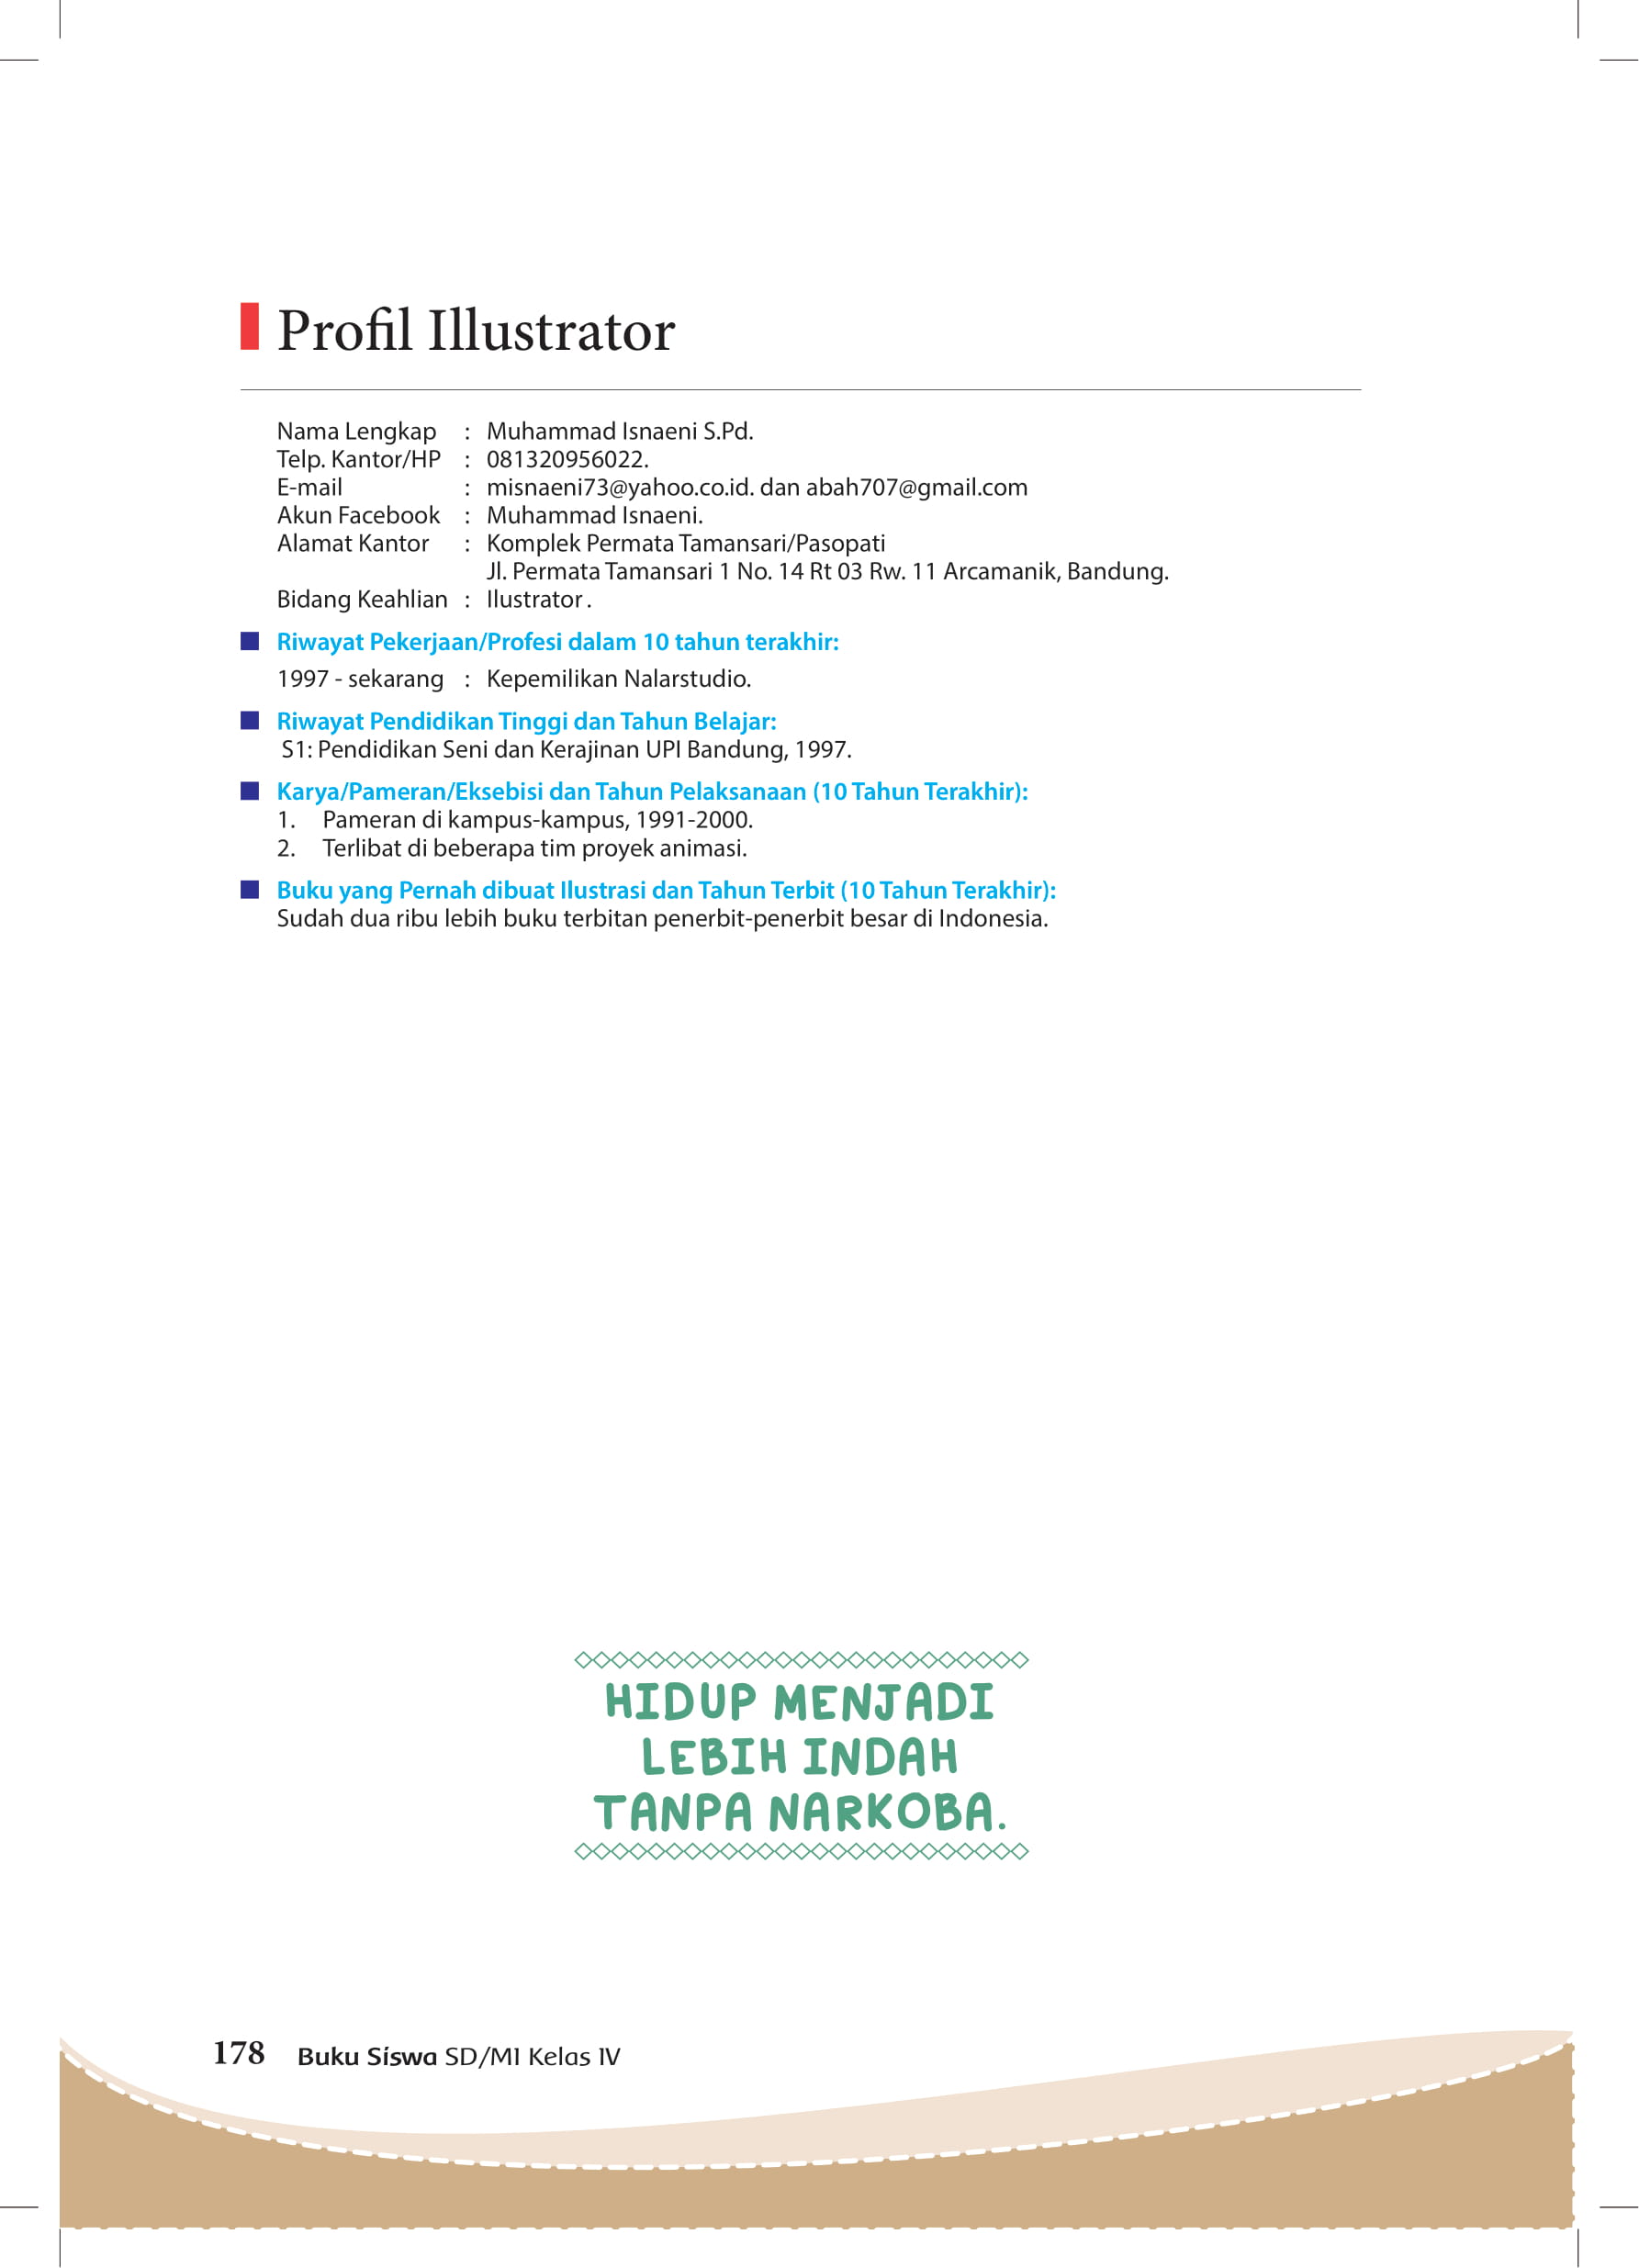 Profil Illustrator
Nama Lengkap : Muhammad Isnaeni S.Pd.
Telp. Kantor/HP : 081320956022.
E-mail : misnaeni73@yahoo.co.id. dan abah707@gmail.com
Akun Facebook : Muhammad Isnaeni.
Alamat Kantor : Komplek Permata Tamansari/Pasopati
Jl. Permata Tamansari 1 No. 14 Rt 03 Rw. 11 Arcamanik, Bandung.
Bidang Keahlian : Ilustrator .
Riwayat Pekerjaan/Profesi dalam 10 tahun terakhir:
1997 - sekarang : Kepemilikan Nalarstudio.
Riwayat Pendidikan Tinggi dan Tahun Belajar:
S1: Pendidikan Seni dan Kerajinan UPI Bandung, 1997.
Karya/Pameran/Eksebisi dan Tahun Pelaksanaan (10 Tahun Terakhir):
1. Pameran di kampus-kampus, 1991-2000.
2. Terlibat di beberapa tim proyek animasi.
Buku yang Pernah dibuat Ilustrasi dan Tahun Terbit (10 Tahun Terakhir):
Sudah dua ribu lebih buku terbitan penerbit-penerbit besar di Indonesia.
HIDUP MENJADI
LEBIH INDAH
TANPA NARKOBA.
178 Buku Siswa SD/MI Kelas IV